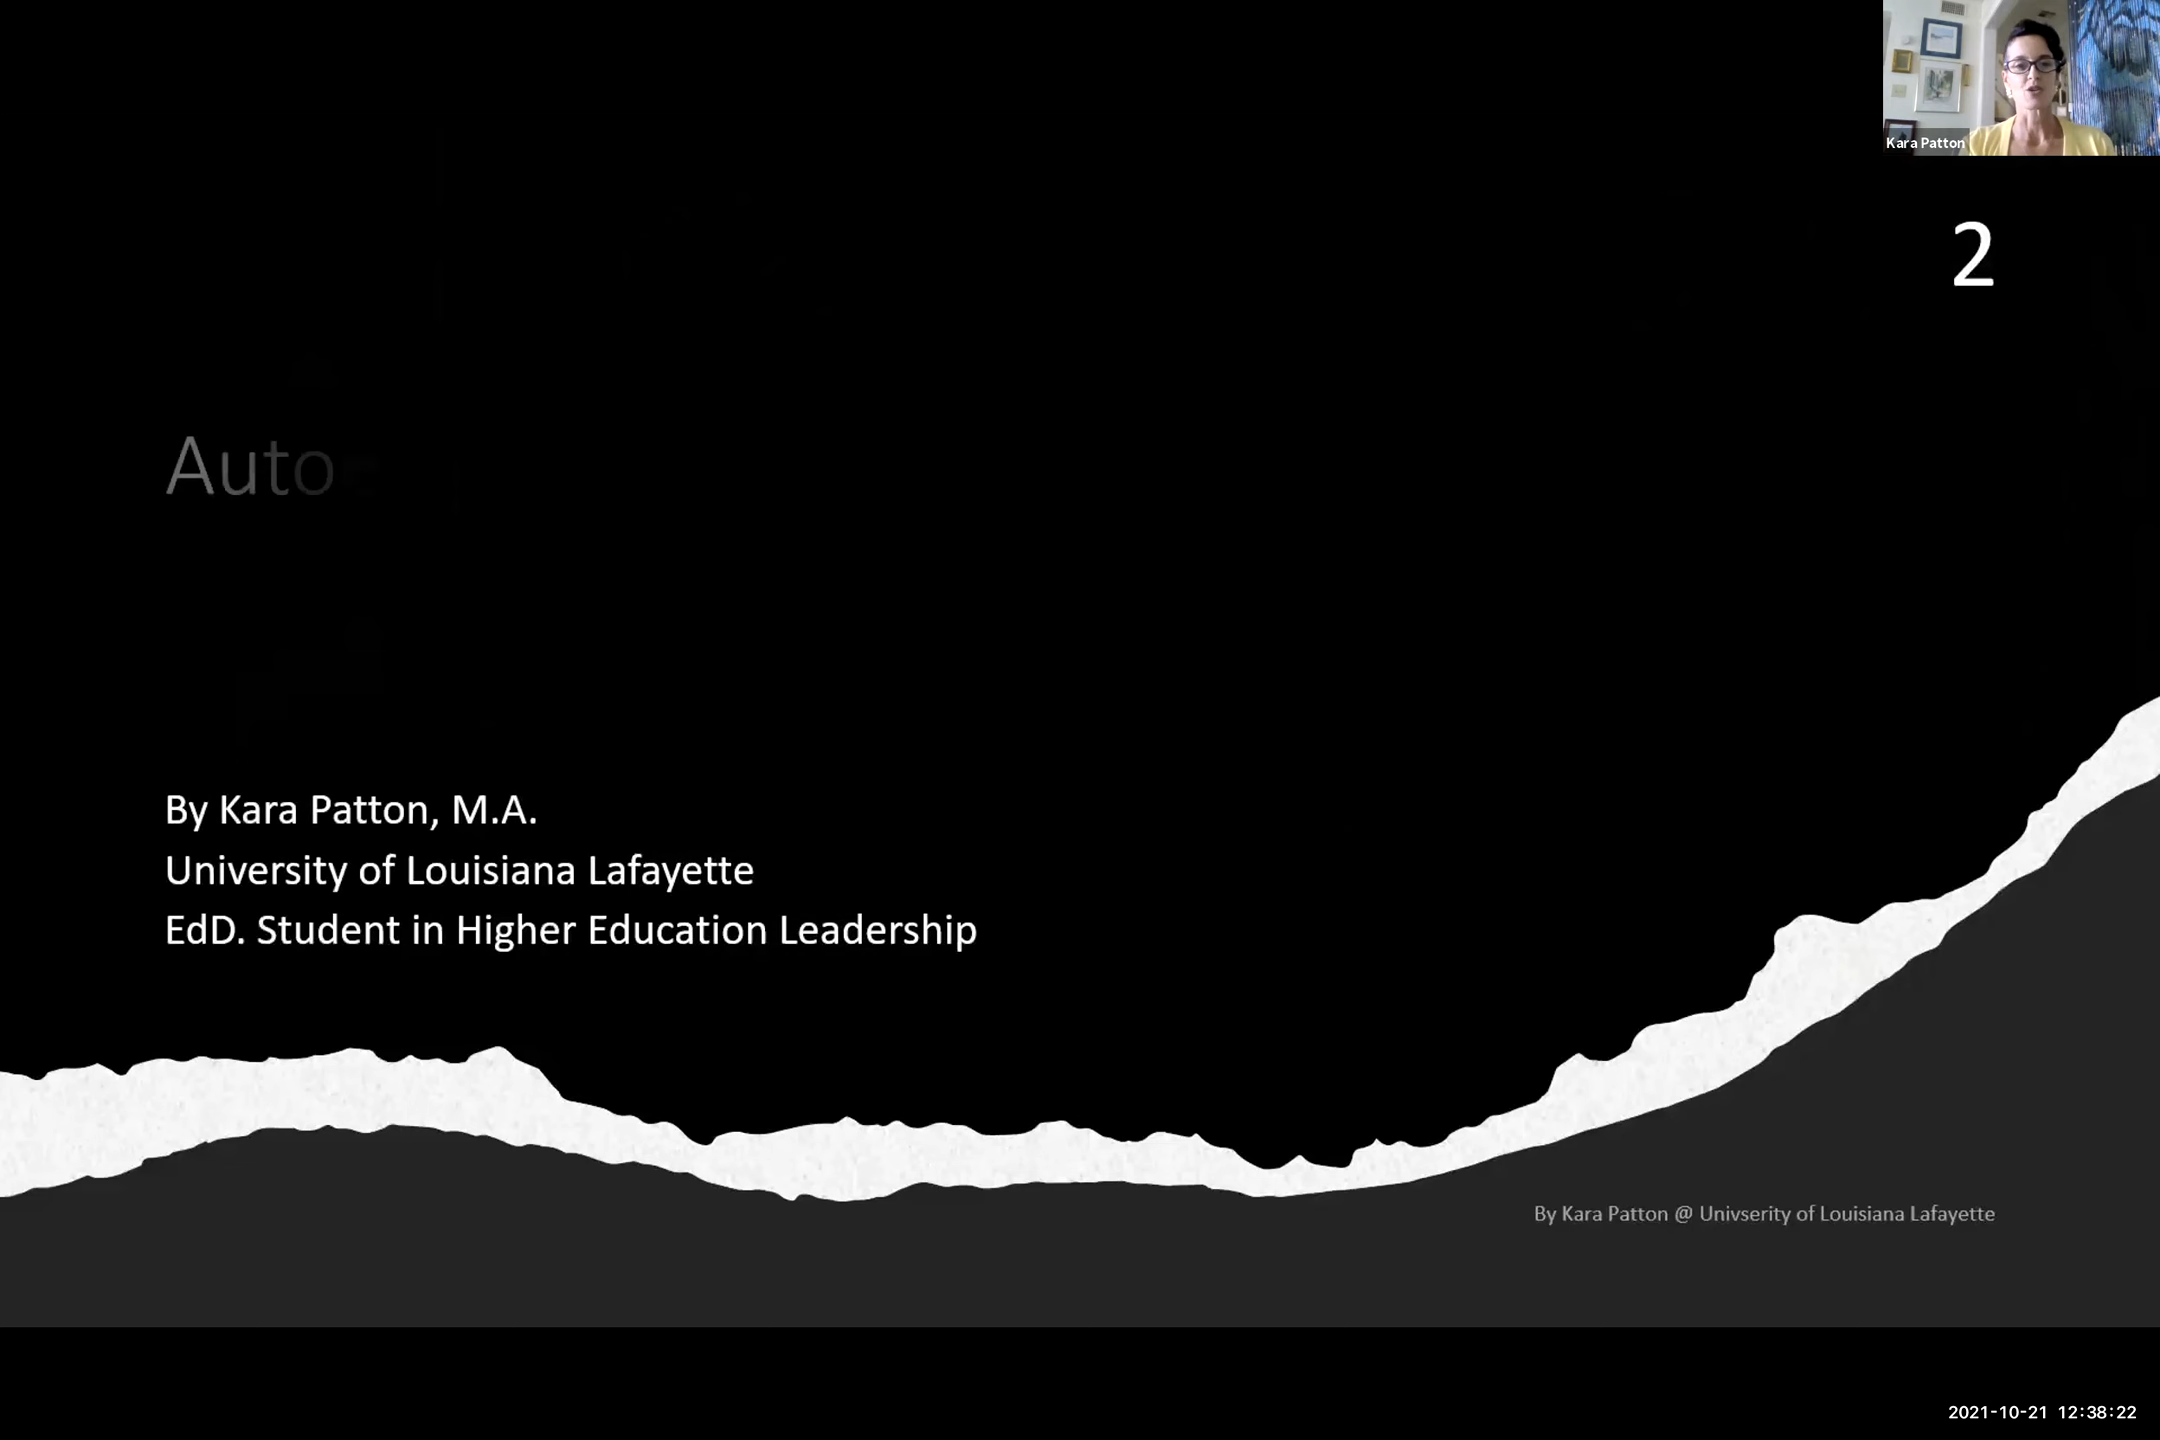 Kara Patton
2
Auto
By Kara Patton, M.A.
University of Louisiana Lafayette
EdD. Student in Higher Education Leadership
By Kara Patton @ Univserity of Louisiana Lafayette
2021-10-21 12:38:22